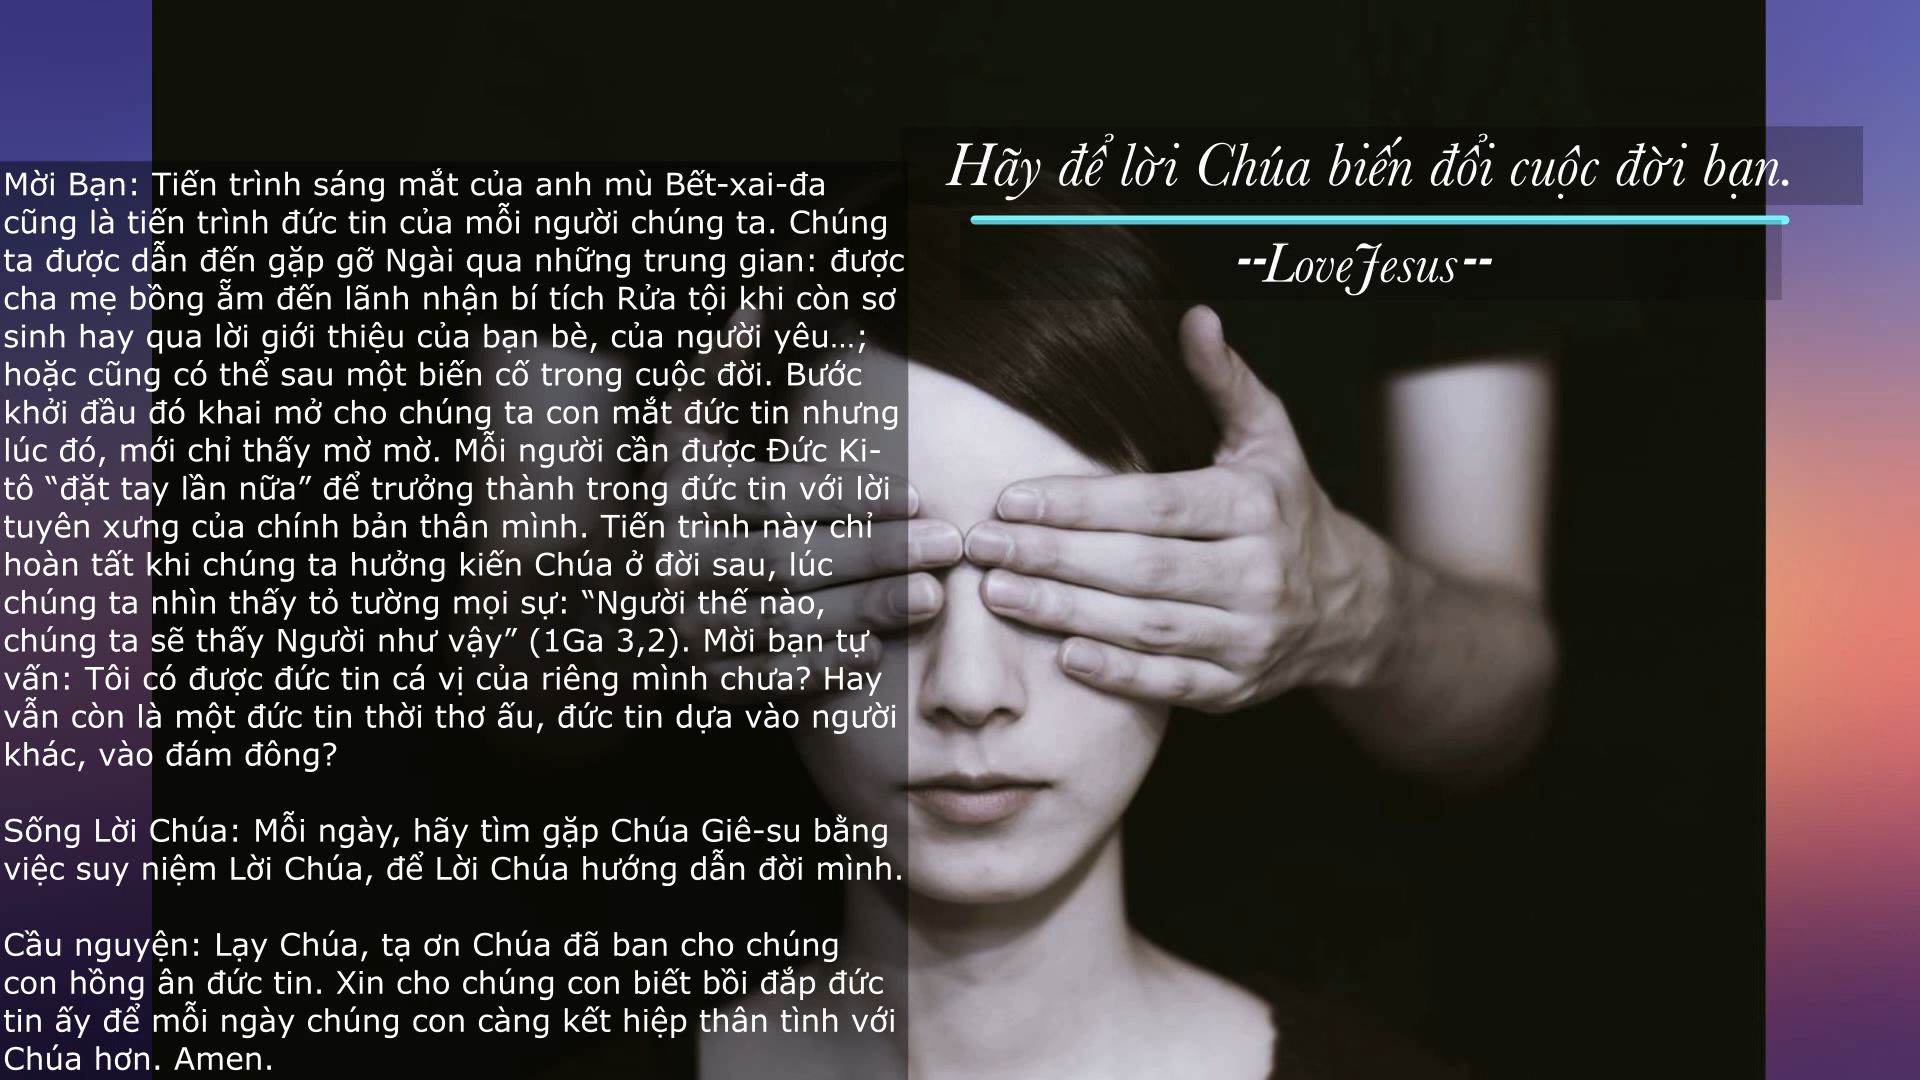 Hãy để lời Chúa biến đổi cuộc đời bạn.
--LoveJesus--
Mời Bạn: Tiến trình sáng mắt của anh mù Bết-xai-đa
cũng là tiến trình đức tin của mỗi người chúng ta. Chúng
ta được dẫn đến gặp gỡ Ngài qua những trung gian: được
cha mẹ bồng ẵm đến lãnh nhận bí tích Rửa tội khi còn sơ
sinh hay qua lời giới thiệu của bạn bè, của người yêu…;
hoặc cũng có thể sau một biến cố trong cuộc đời. Bước
khởi đầu đó khai mở cho chúng ta con mắt đức tin nhưng
lúc đó, mới chỉ thấy mờ mờ. Mỗi người cần được Đức Ki-
tô “đặt tay lần nữa” để trưởng thành trong đức tin với lời
tuyên xưng của chính bản thân mình. Tiến trình này chỉ
hoàn tất khi chúng ta hưởng kiến Chúa ở đời sau, lúc
chúng ta nhìn thấy tỏ tường mọi sự: “Người thế nào,
chúng ta sẽ thấy Người như vậy” (1Ga 3,2). Mời bạn tự
vấn: Tôi có được đức tin cá vị của riêng mình chưa? Hay
vẫn còn là một đức tin thời thơ ấu, đức tin dựa vào người
khác, vào đám đông?
Sống Lời Chúa: Mỗi ngày, hãy tìm gặp Chúa Giê-su bằng
việc suy niệm Lời Chúa, để Lời Chúa hướng dẫn đời mình.
Cầu nguyện: Lạy Chúa, tạ ơn Chúa đã ban cho chúng
con hồng ân đức tin. Xin cho chúng con biết bồi đắp đức
tin ấy để mỗi ngày chúng con càng kết hiệp thân tình với
Chúa hơn. Amen.